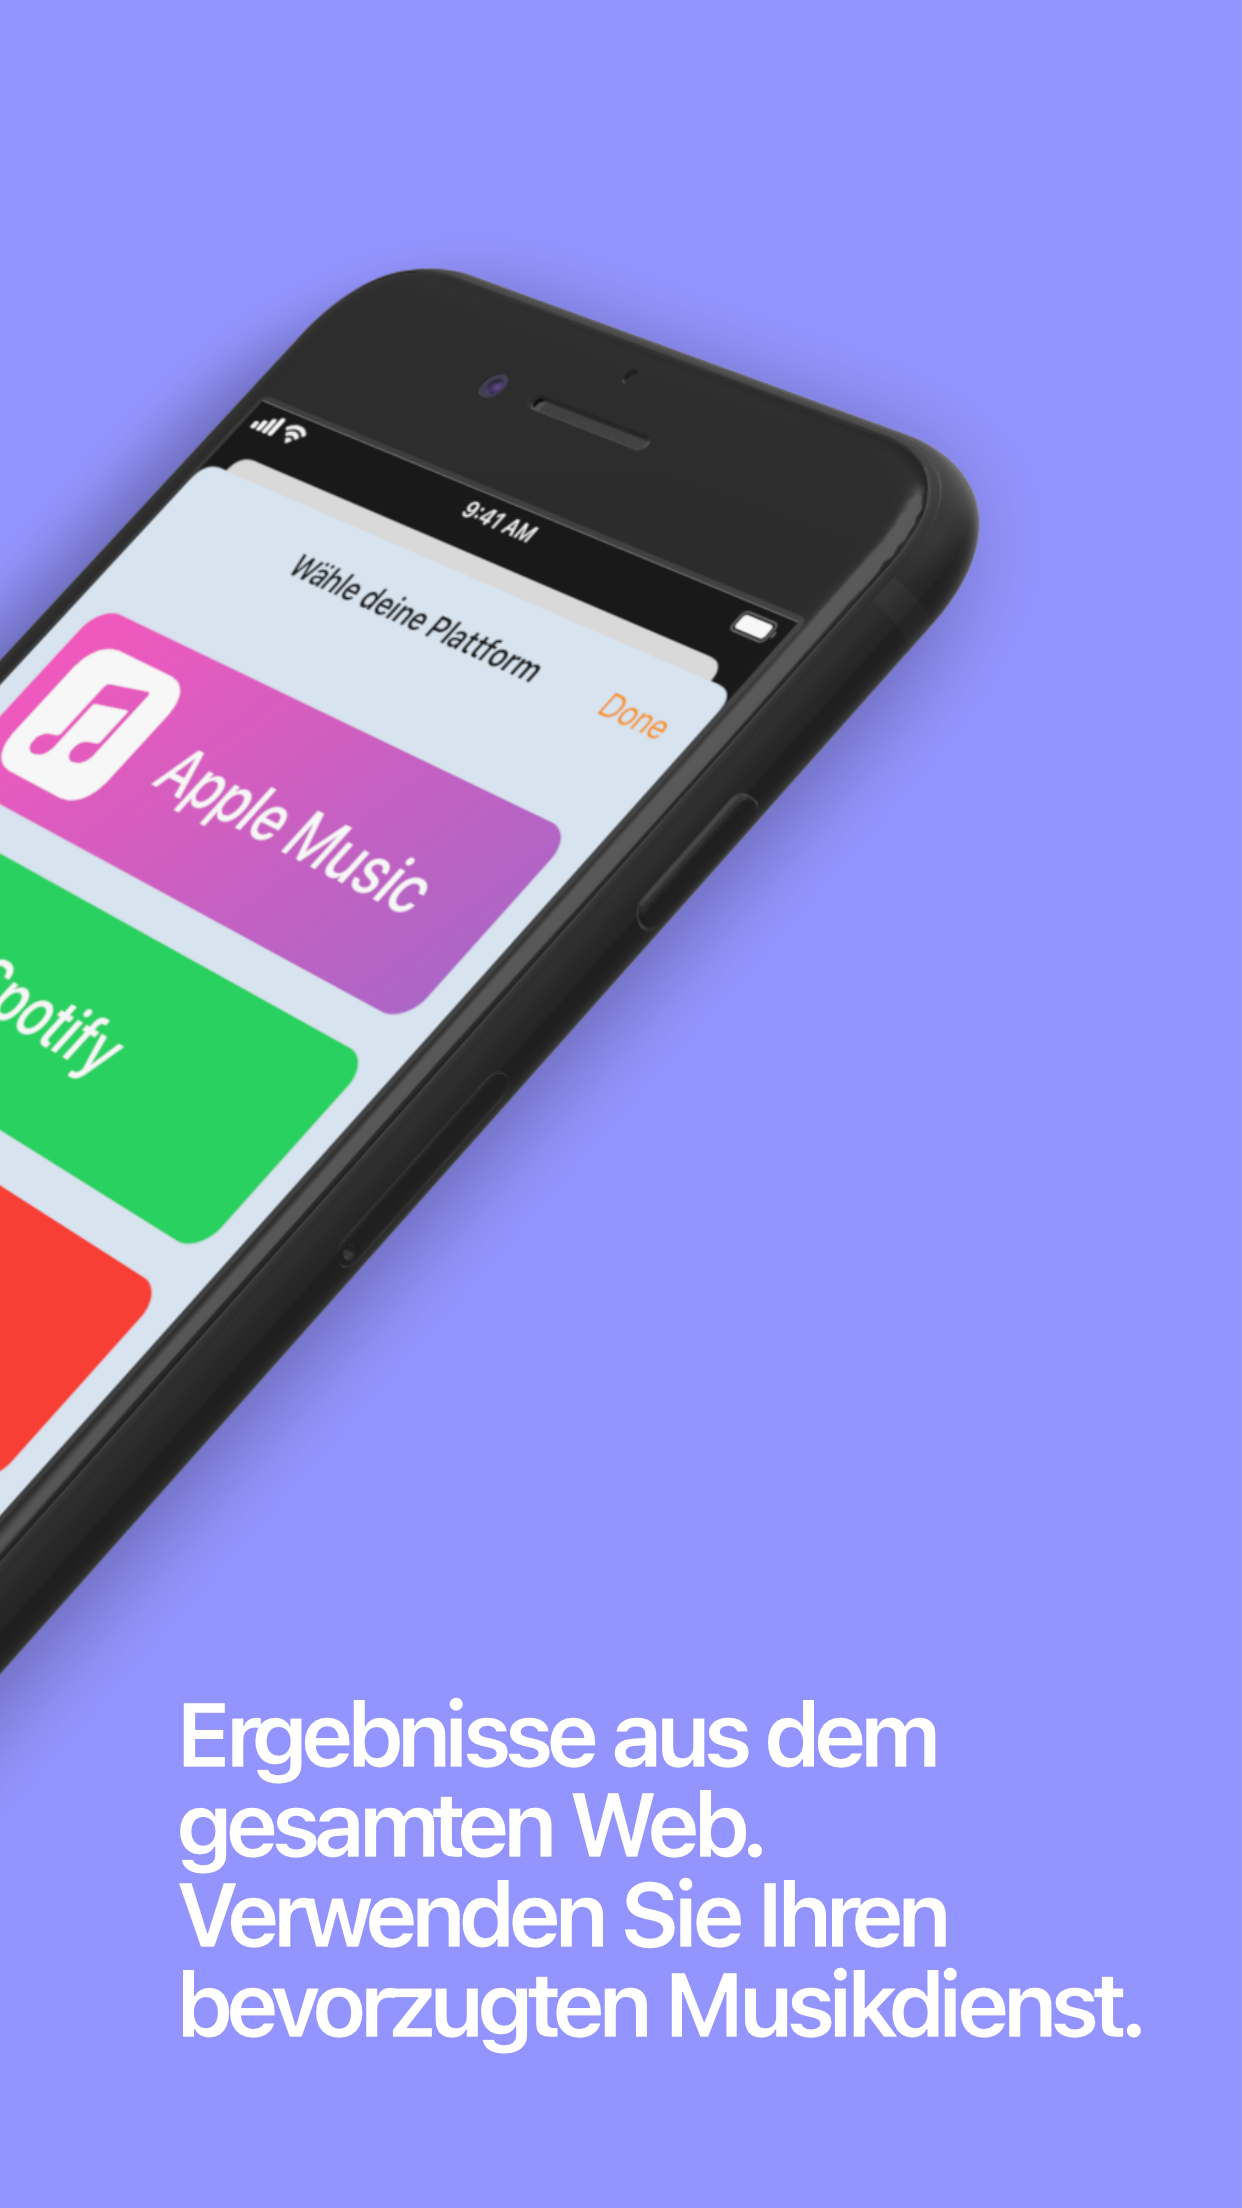 9:41 AM
Wähle deine Plattform
Done
Apple Music
Spotify
Ergebnisse aus dem
gesamten Web.
Verwenden Sie Ihren
bevorzugten Musikdienst.